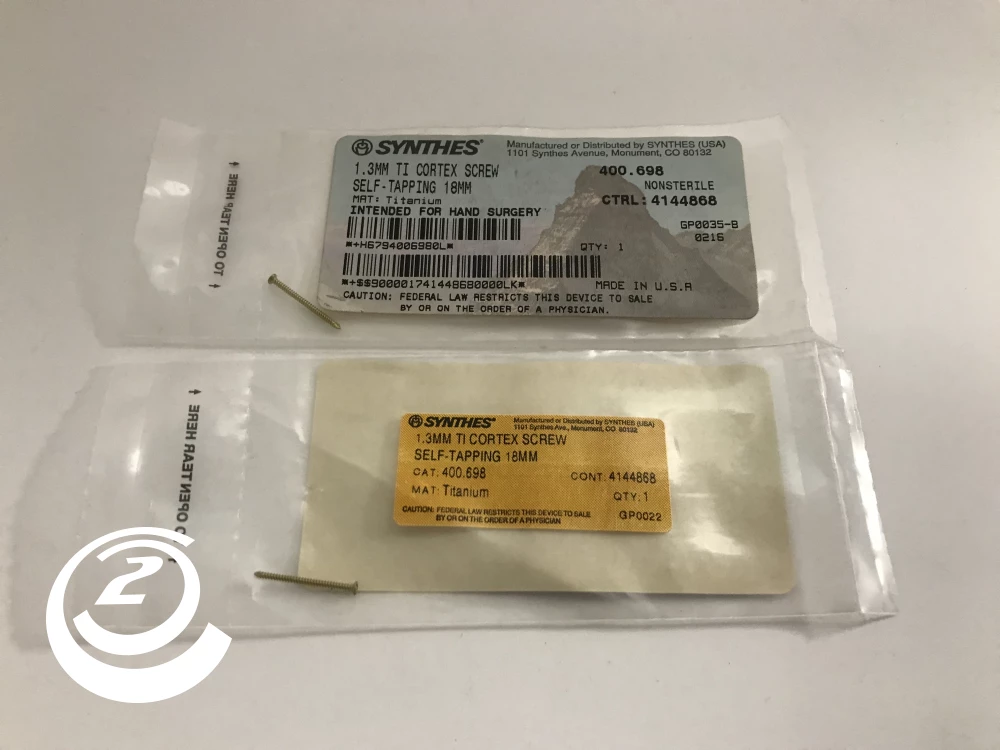 SYNTHES®
Manufactured or Distributed by SYNTHES (USA)
1101 Synthes Avenue, Monument, CO 80132
1.3MM TI CORTEX SCREW
SELF-TAPPING 18MM
MAT: Titanium
INTENDED FOR HAND SURGERY
400.698
NONSTERILE
CTRL: 4144868
GP0035-B
0216
*+H6794006980L*
QTY: 1
*+$$900001741448680000LK*
MADE IN U.S.A
CAUTION: FEDERAL LAW RESTRICTS THIS DEVICE TO SALE
BY OR ON THE ORDER OF A PHYSICIAN.
TO OPEN TEAR HERE
SYNTHES®
Manufactured or Distributed by SYNTHES (USA)
1101 Synthes Ave., Monument, CO 80132
1.3MM TI CORTEX SCREW
SELF-TAPPING 18MM
CAT: 400.698
CONT: 4144868
MAT: Titanium
QTY: 1
CAUTION: FEDERAL LAW RESTRICTS THIS DEVICE TO SALE
BY OR ON THE ORDER OF A PHYSICIAN
GP0022
TO OPEN TEAR HERE
2